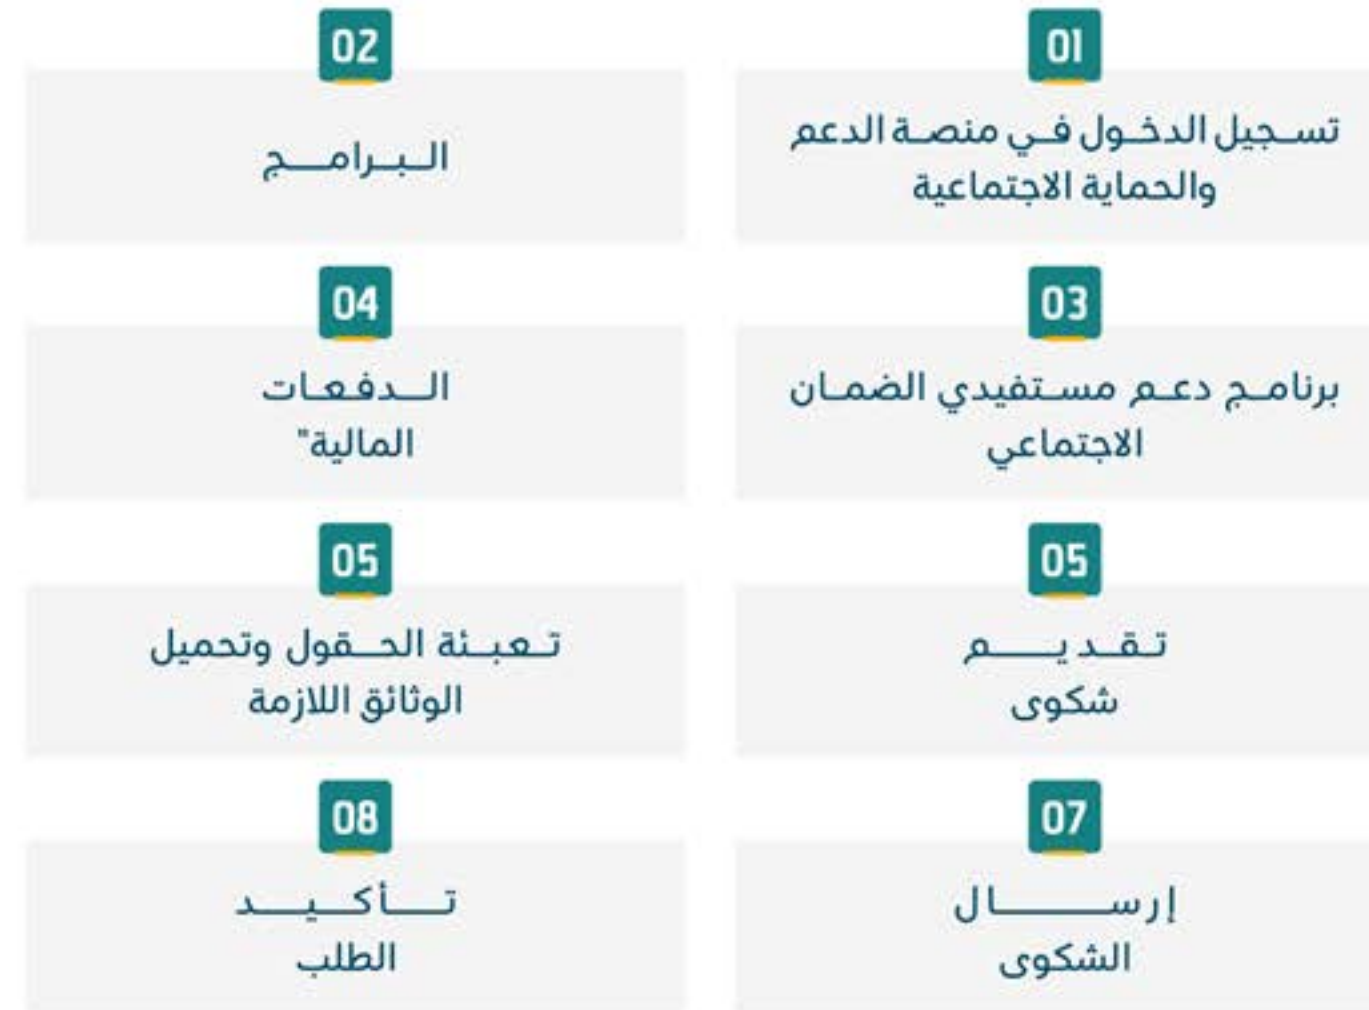 01
تسجيل الدخول في منصة الدعم
والحماية الاجتماعية
02
البرامج
03
برنامج دعم مستفيدي الضمان
الاجتماعي
04
الدفعات
المالية"
05
تقديم
شكوى
05
تعبئة الحقول وتحميل
الوثائق اللازمة
07
إرسال
الشكوى
08
تأكيد
الطلب